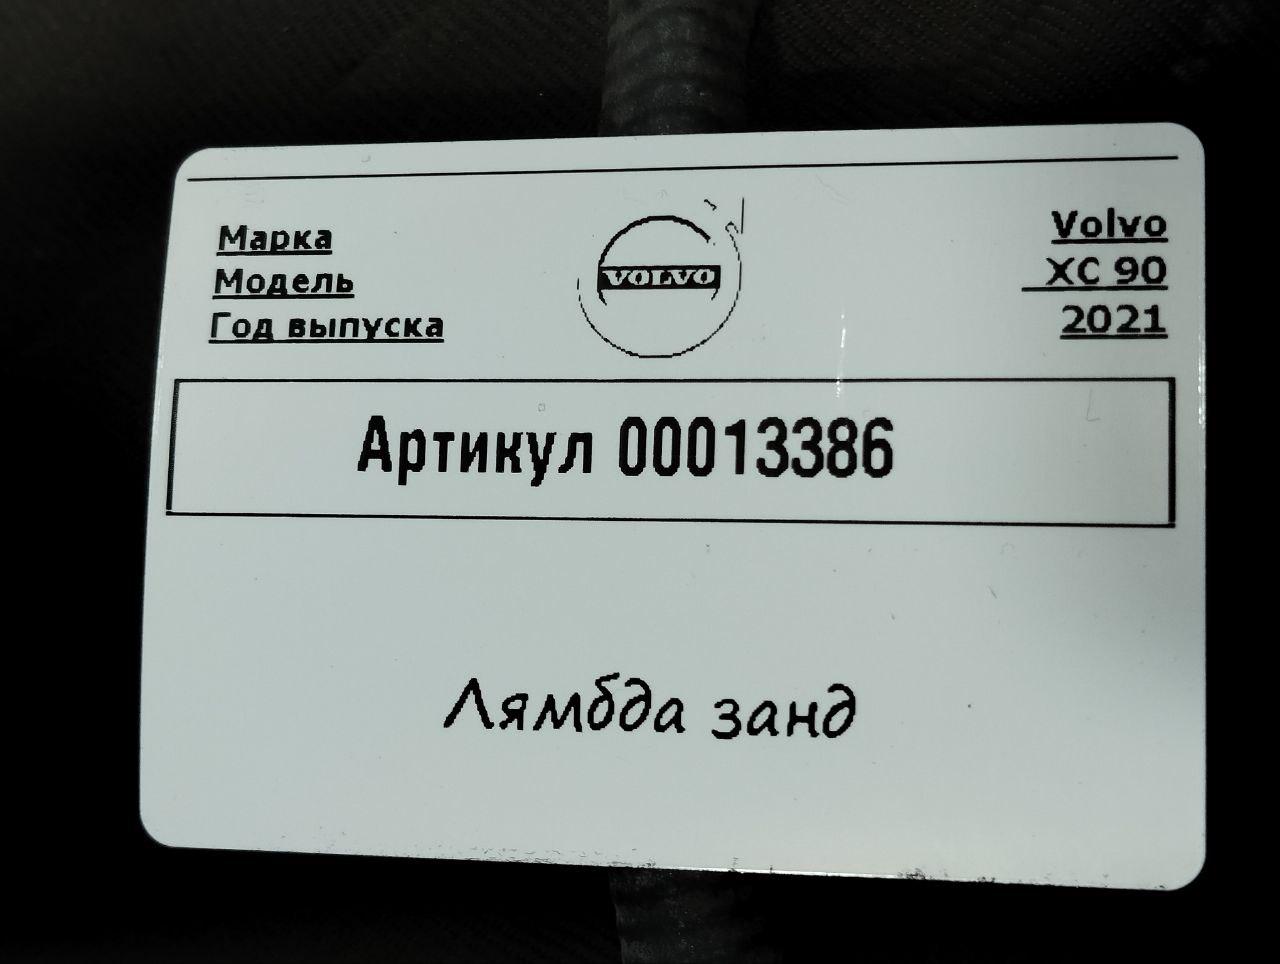 Марка
Volvo
Модель
XC 90
Год выпуска
2021
VOLVO
Артикул 00013386
Лямбда занд